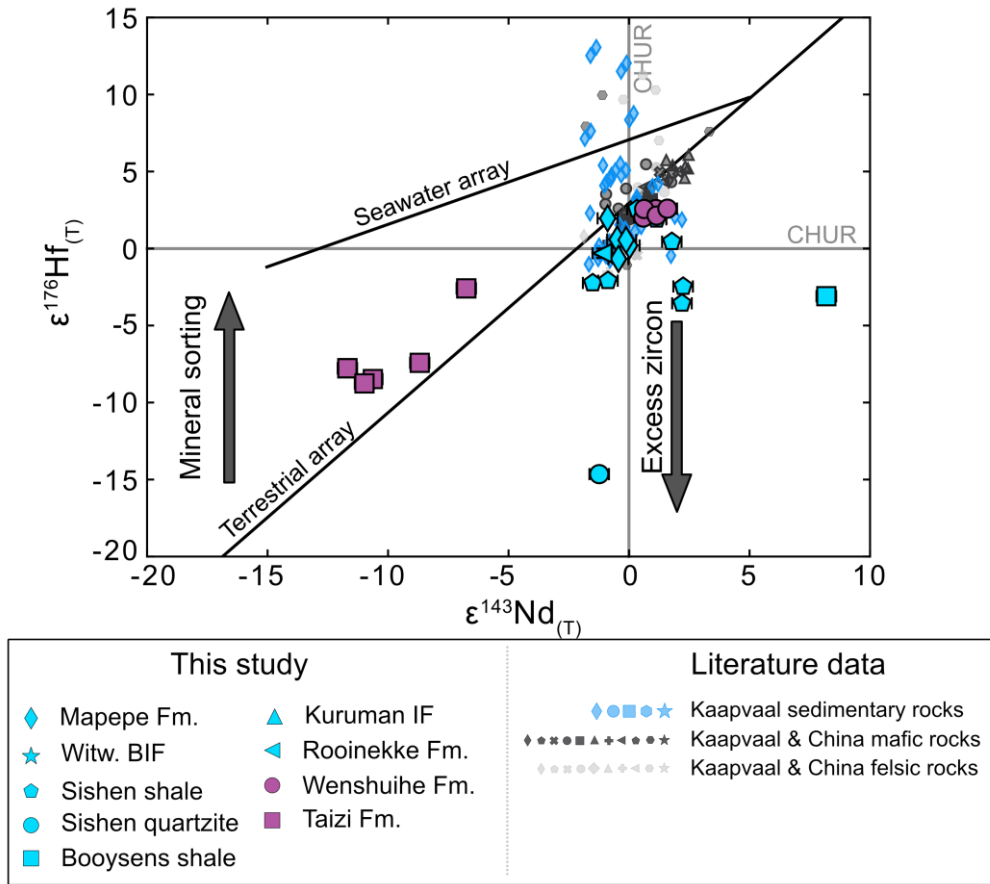 15
10
5
0
-5
-10
-15
-20
ε176Hf(T)
CHUR
Seawater array
CHUR
Mineral sorting
Excess zircon
Terrestrial array
-20 -15 -10 -5 0 5 10
ε143Nd(T)
This study
Mapepe Fm.
Witw. BIF
Sishen shale
Sishen quartzite
Booysens shale
Kuruman IF
Rooinekke Fm.
Wenshuihe Fm.
Taizi Fm.
Literature data
Kaapvaal sedimentary rocks
Kaapvaal & China mafic rocks
Kaapvaal & China felsic rocks